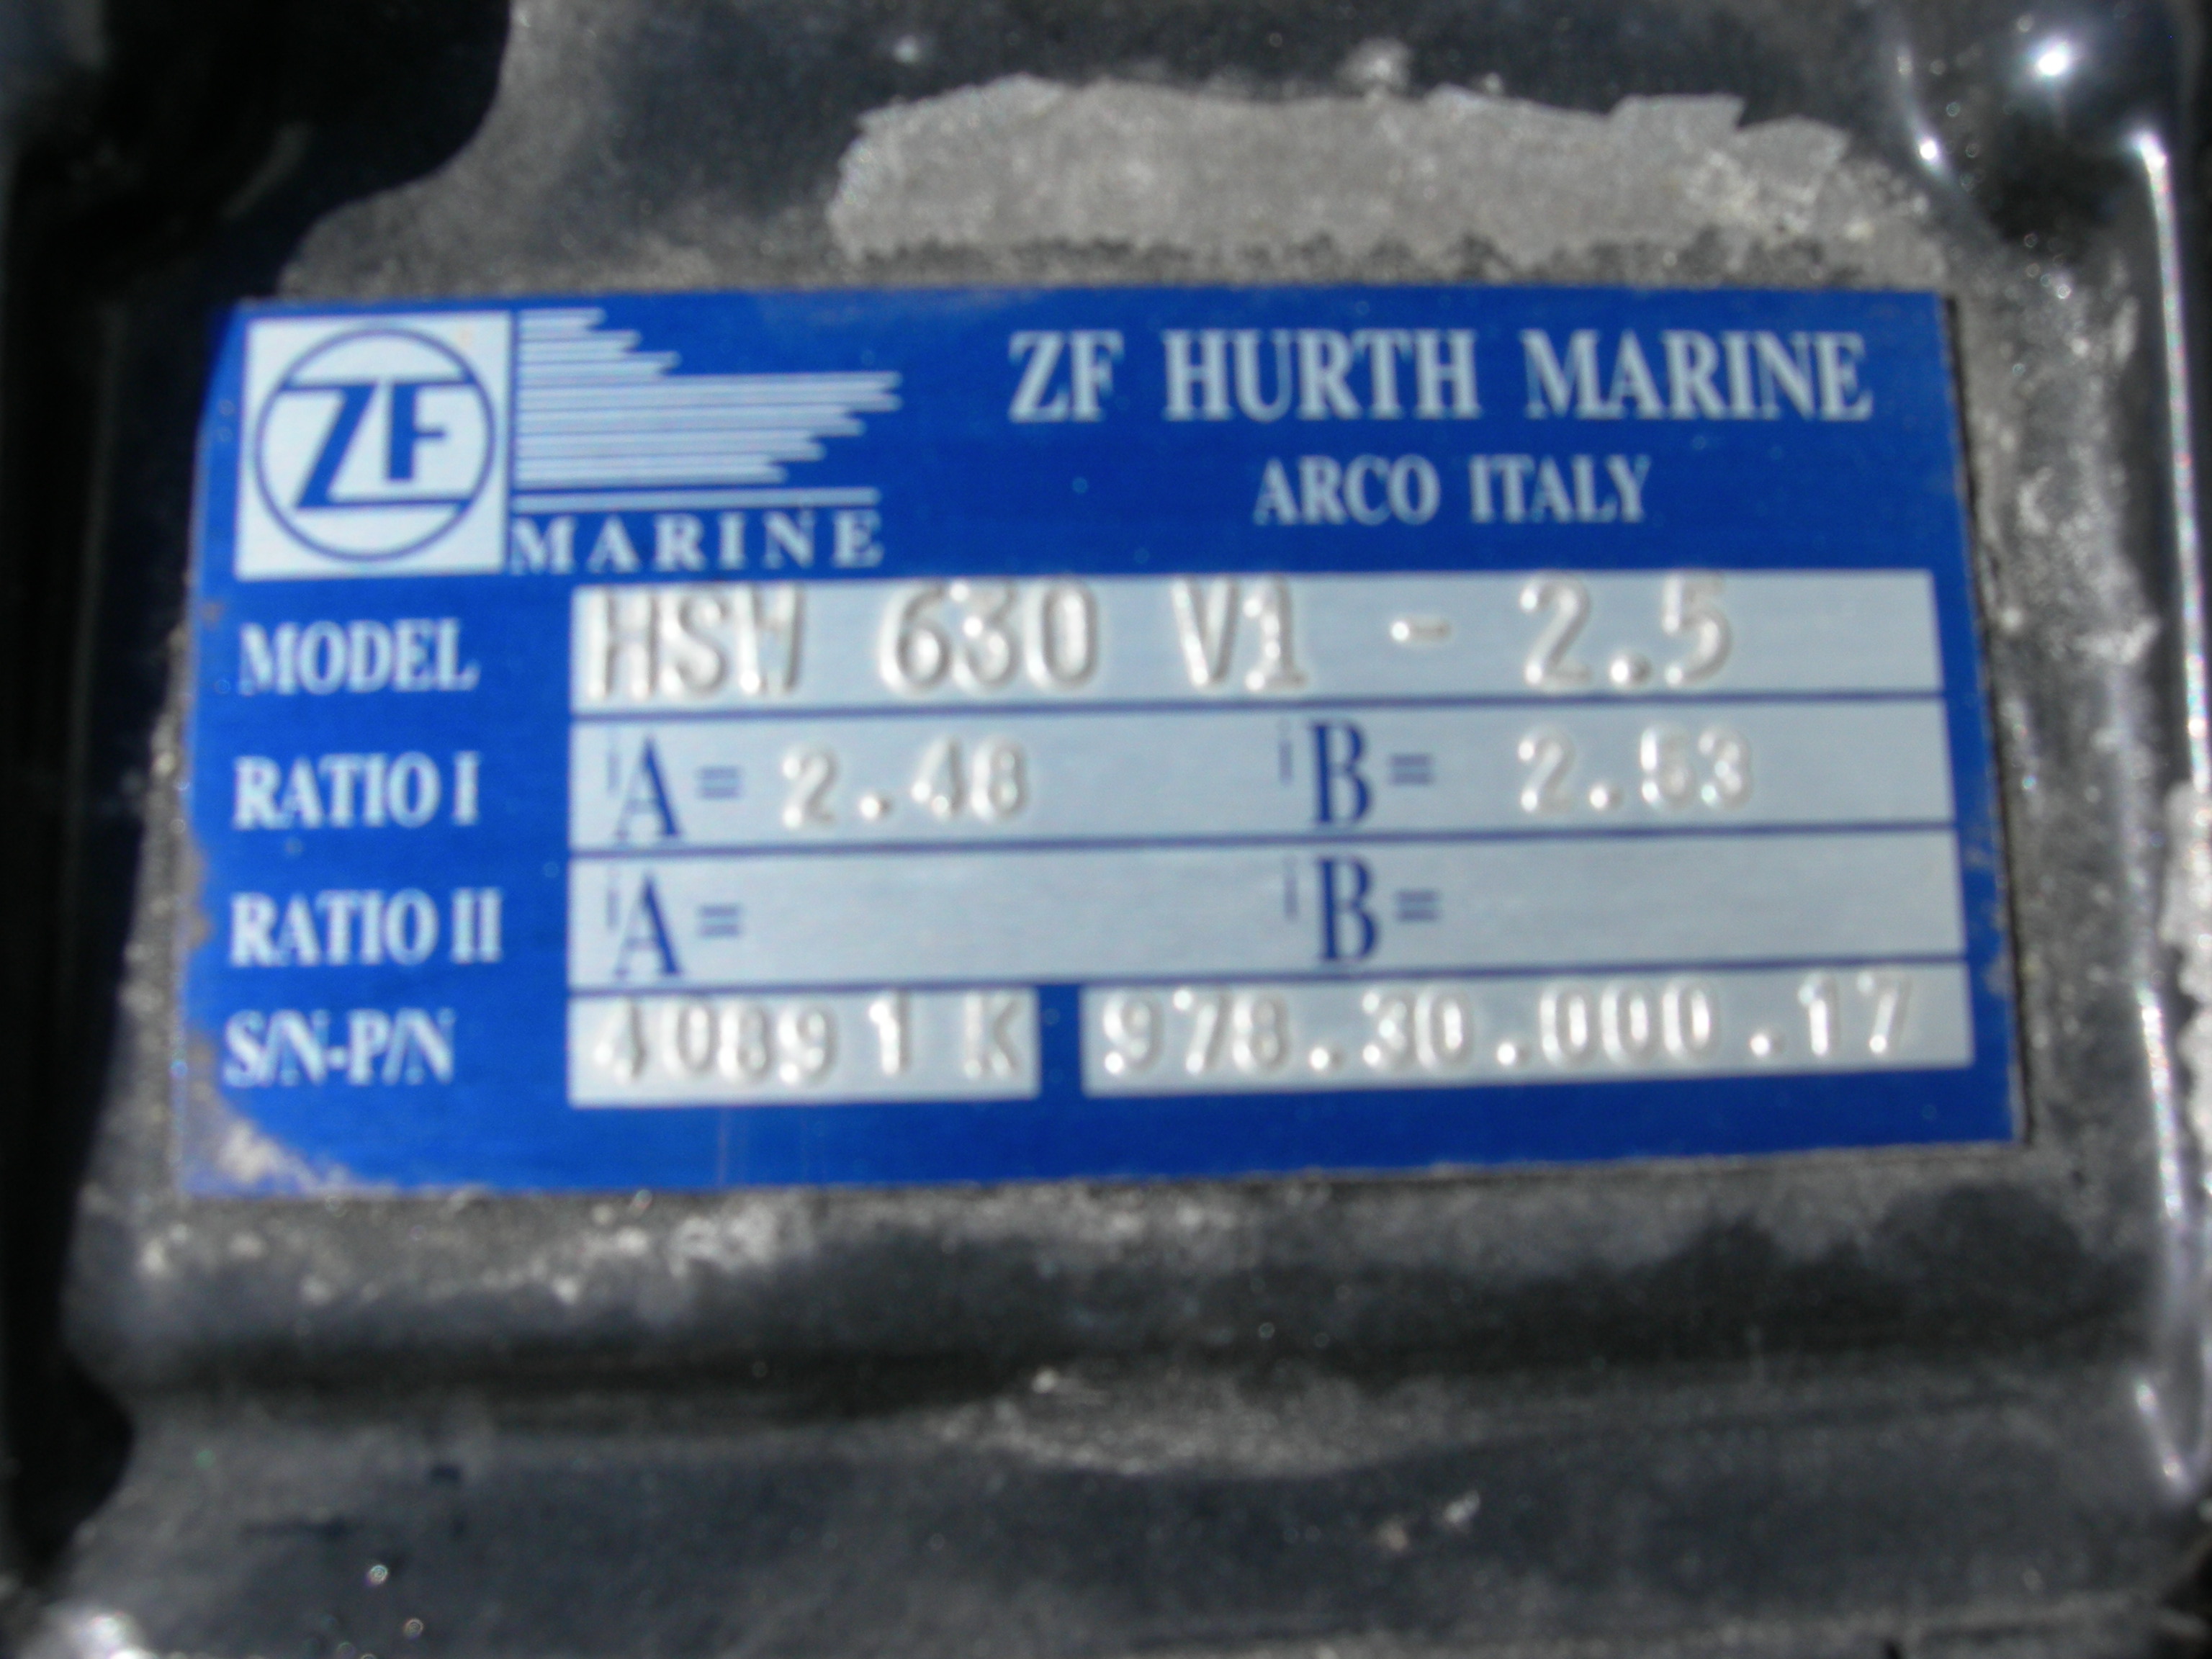 ZF MARINE
ZF HURTH MARINE
ARCO ITALY
MODEL HSW 630 V1 - 2.5
RATIO I iA= 2.48 iB= 2.53
RATIO II iA= iB=
S/N-P/N 40891 K 978.30.000.17